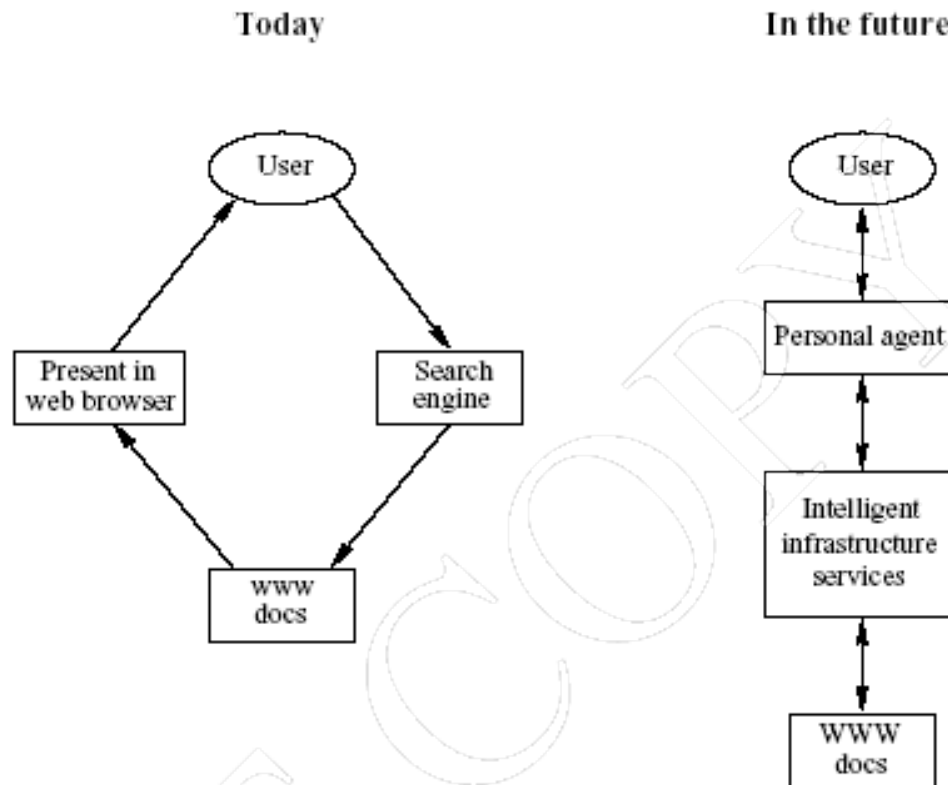 Today
User
Present in
web browser
Search
engine
www
docs
In the future
User
Personal agent
Intelligent
infrastructure
services
WWW
docs
COPY